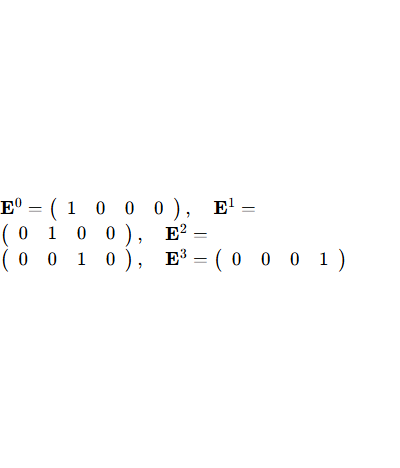 𝐄⁰ = ( 1 0 0 0 ) , 𝐄¹ =
( 0 1 0 0 ) , 𝐄² =
( 0 0 1 0 ) , 𝐄³ = ( 0 0 0 1 )